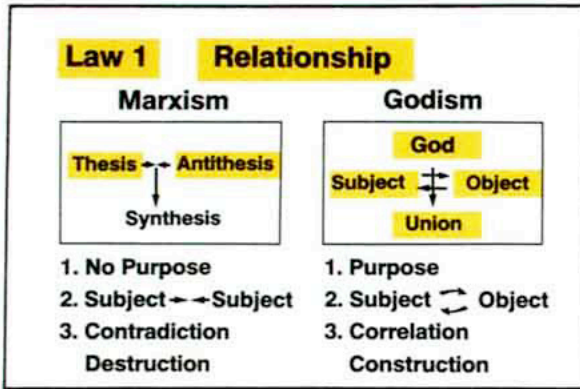 Law 1 Relationship
Marxism Godism
Thesis Antithesis
Synthesis
God
Subject Object
Union
1. No Purpose
2. Subject Subject
3. Contradiction
Destruction
1. Purpose
2. Subject Object
3. Correlation
Construction